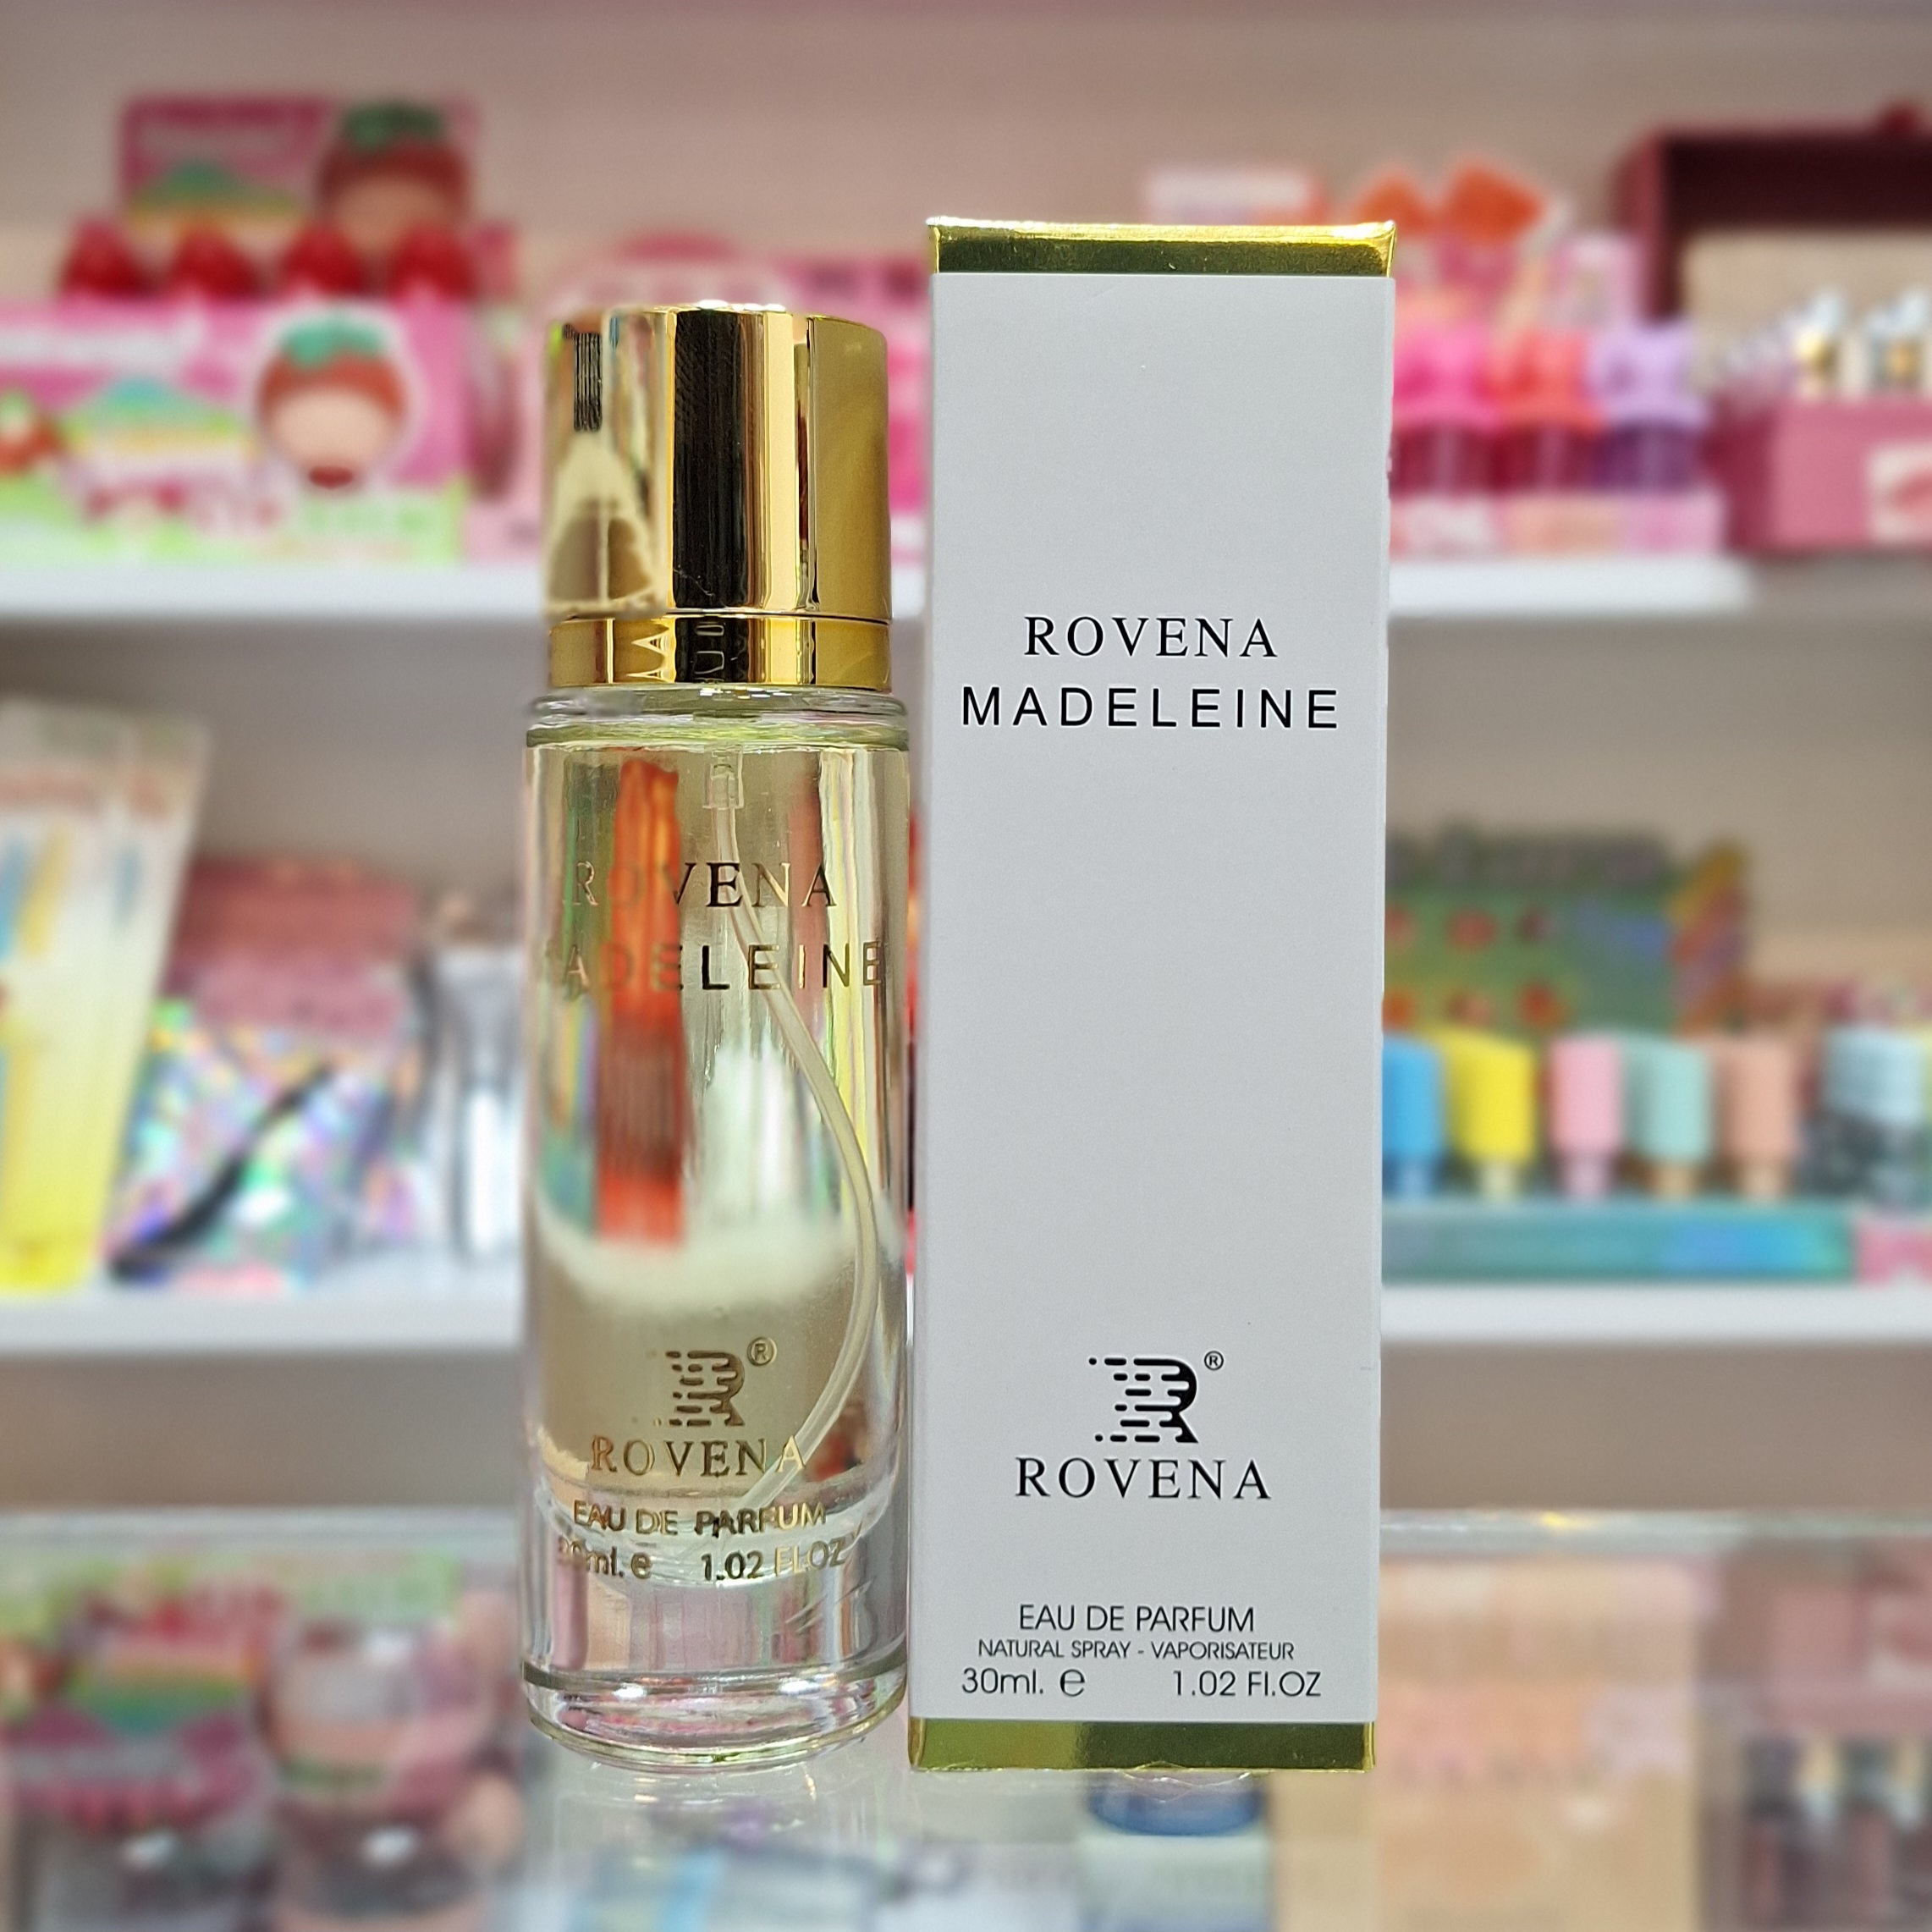 ROVENA
MADELEINE
®
ROVENA
EAU DE PARFUM
30ml. e 1.02 Fl.OZ
ROVENA
MADELEINE
®
ROVENA
EAU DE PARFUM
NATURAL SPRAY - VAPORISATEUR
30ml. e 1.02 Fl.OZ